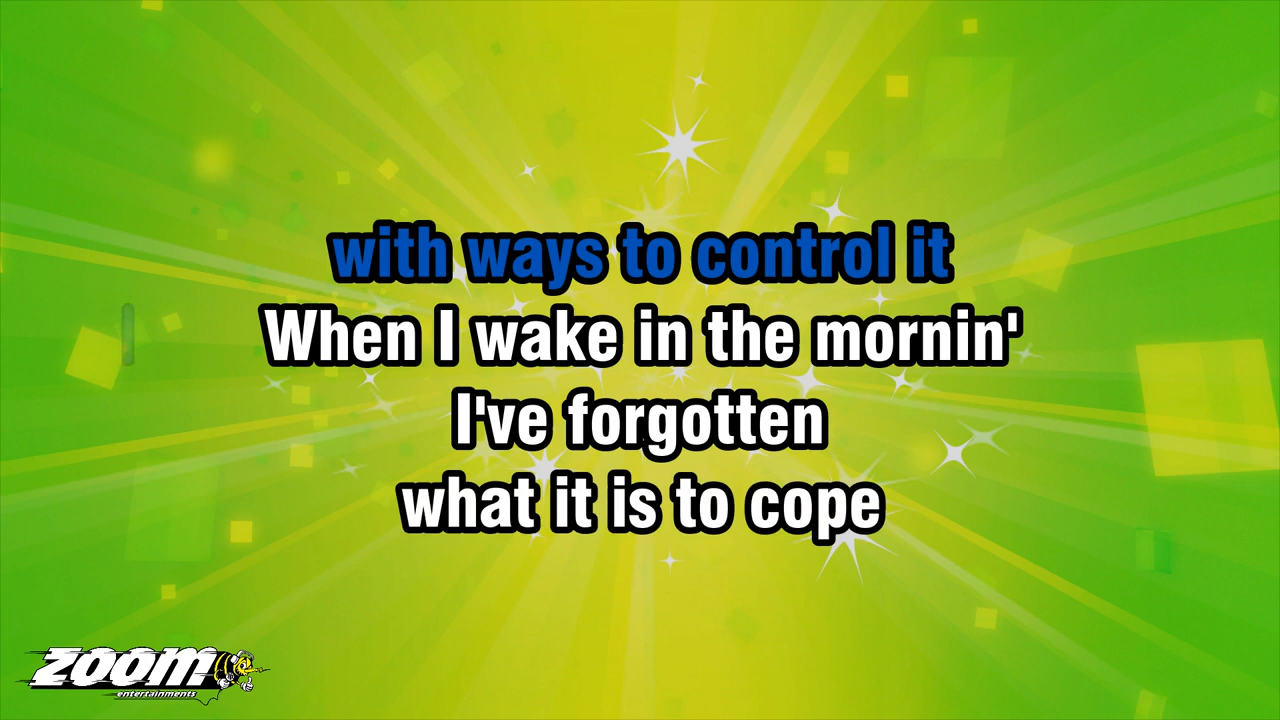 with ways to control it
When I wake in the mornin'
I've forgotten
what it is to cope
ZOOM
entertainments